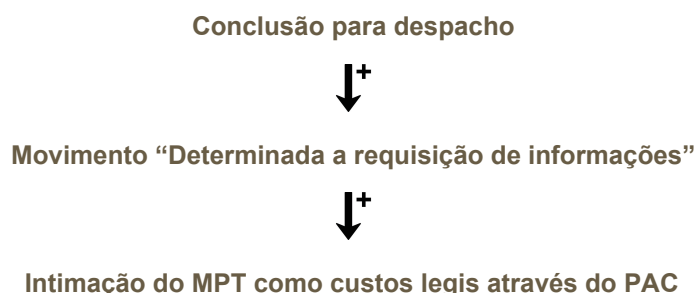 Conclusão para despacho
+
Movimento “Determinada a requisição de informações”
+
Intimação do MPT como custos legis através do PAC